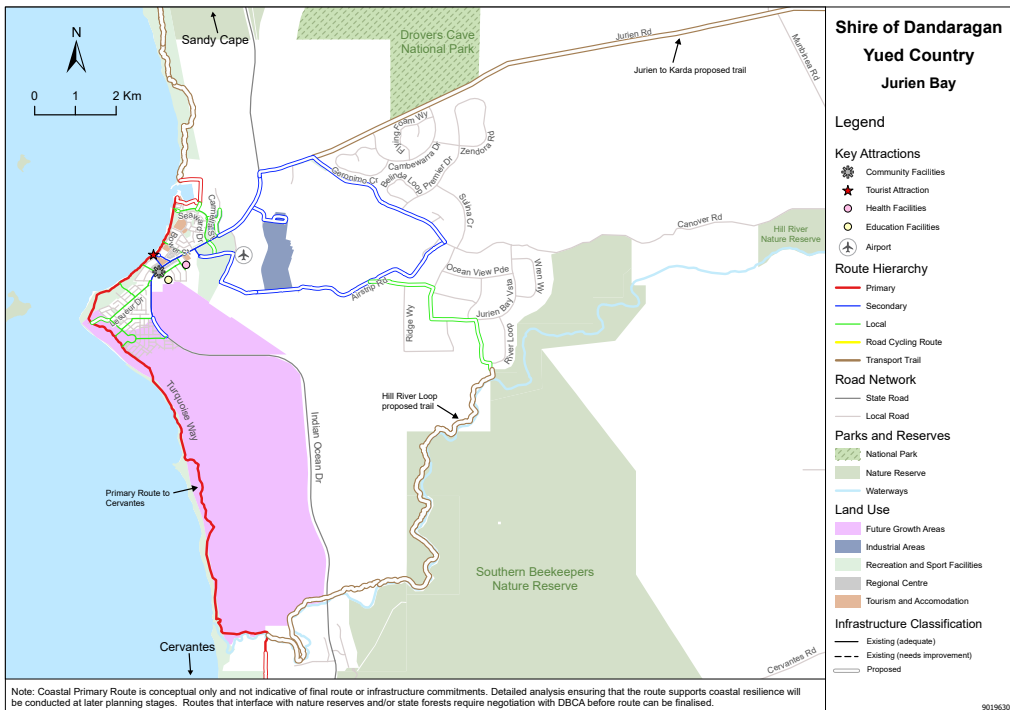 Shire of Dandaragan
Yued Country
Jurien Bay
Legend
Key Attractions
Community Facilities
Tourist Attraction
Health Facilities
Education Facilities
Airport
Route Hierarchy
Primary
Secondary
Local
Road Cycling Route
Transport Trail
Road Network
State Road
Local Road
Parks and Reserves
National Park
Nature Reserve
Waterways
Land Use
Future Growth Areas
Industrial Areas
Recreation and Sport Facilities
Regional Centre
Tourism and Accomodation
Infrastructure Classification
Existing (adequate)
Existing (needs improvement)
Proposed
9019630
N
0 1 2 Km
Sandy Cape
Drovers Cave
National Park
Jurien Rd
Jurien to Karda proposed trail
Munbinea Rd
Flying Foam Wy
Zendora Rd
Cambewarra Dr
Premier Dr
Belinda Loop
Geronimo Ct
Sulina Cr
Canover Rd
Hill River
Nature Reserve
Seaward Dr
Ocean View Pde
Wren Wy
Airstrip Rd
Jurien Bay Vista
Ridge Wy
River Loop
Lesueur Dr
Hill River Loop
proposed trail
Turquoise Way
Indian Ocean Dr
Primary Route to
Cervantes
Southern Beekeepers
Nature Reserve
Cervantes
Cervantes Rd
Note: Coastal Primary Route is conceptual only and not indicative of final route or infrastructure commitments. Detailed analysis ensuring that the route supports coastal resilience will
be conducted at later planning stages. Routes that interface with nature reserves and/or state forests require negotiation with DBCA before route can be finalised.